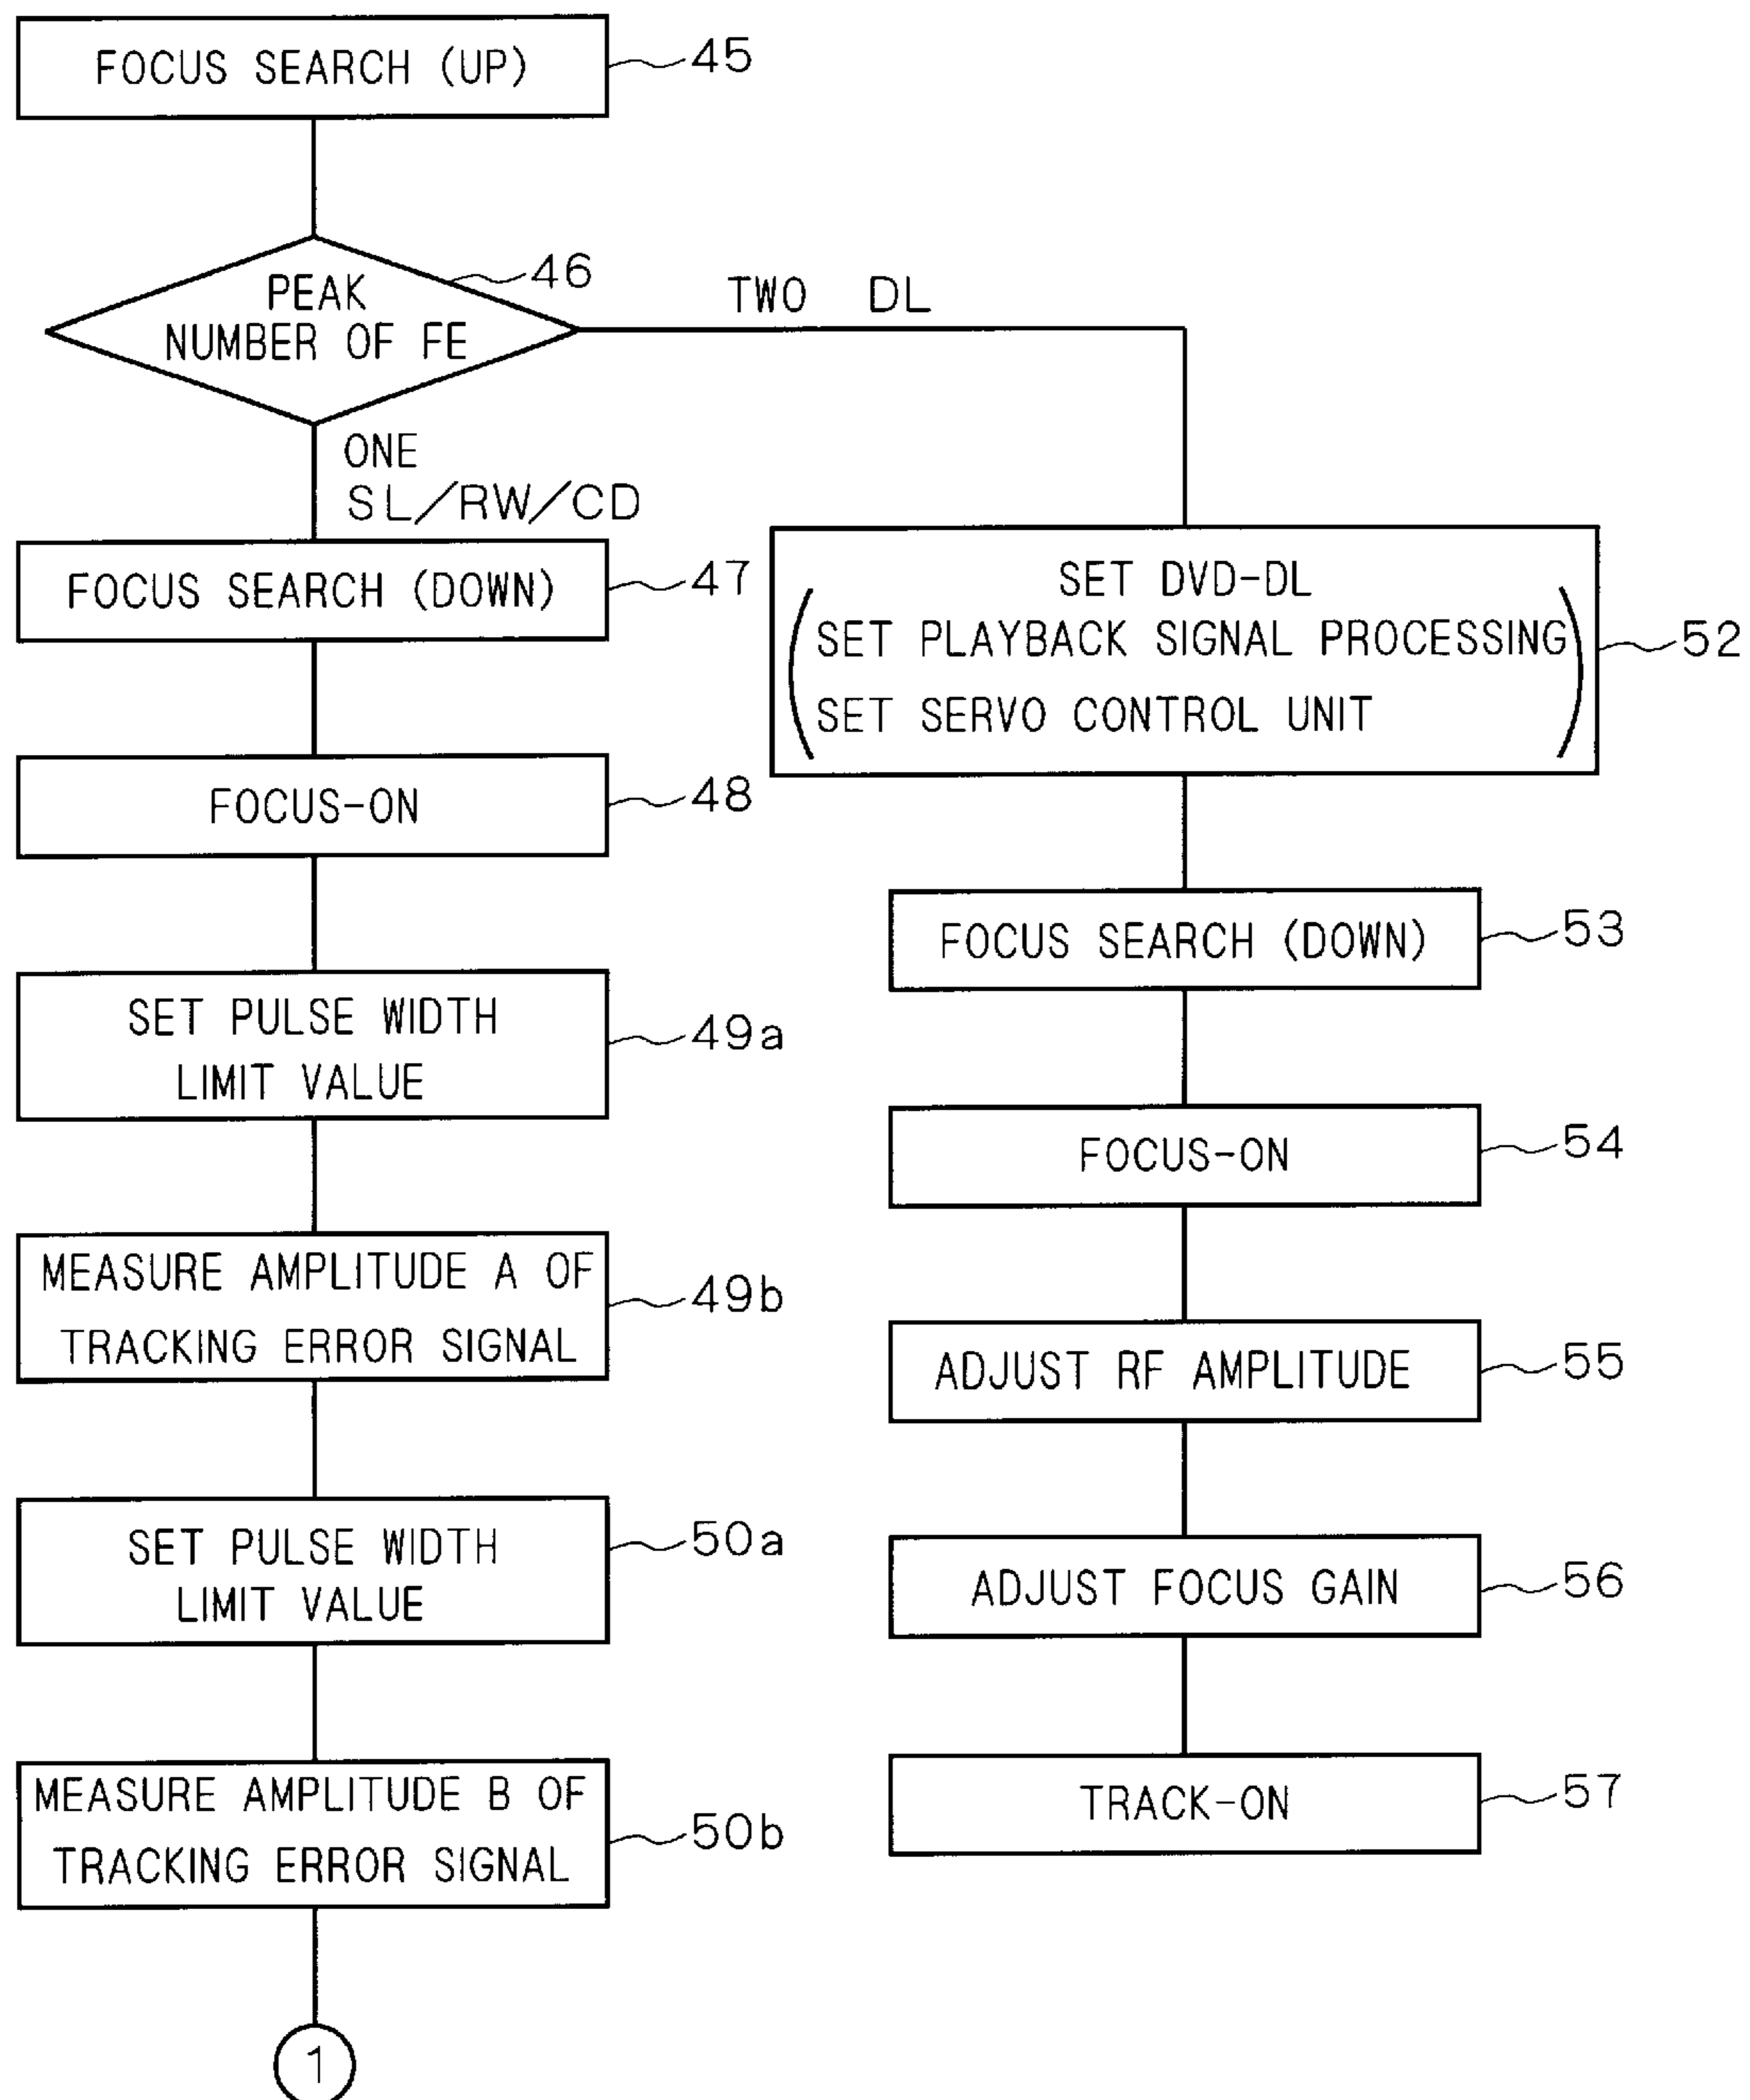 FOCUS SEARCH (UP)
45
PEAK
NUMBER OF FE
46
TWO DL
ONE
SL/RW/CD
FOCUS SEARCH (DOWN)
47
FOCUS-ON
48
SET PULSE WIDTH
LIMIT VALUE
49a
MEASURE AMPLITUDE A OF
TRACKING ERROR SIGNAL
49b
SET PULSE WIDTH
LIMIT VALUE
50a
MEASURE AMPLITUDE B OF
TRACKING ERROR SIGNAL
50b
1
SET DVD-DL
(SET PLAYBACK SIGNAL PROCESSING
SET SERVO CONTROL UNIT)
52
FOCUS SEARCH (DOWN)
53
FOCUS-ON
54
ADJUST RF AMPLITUDE
55
ADJUST FOCUS GAIN
56
TRACK-ON
57